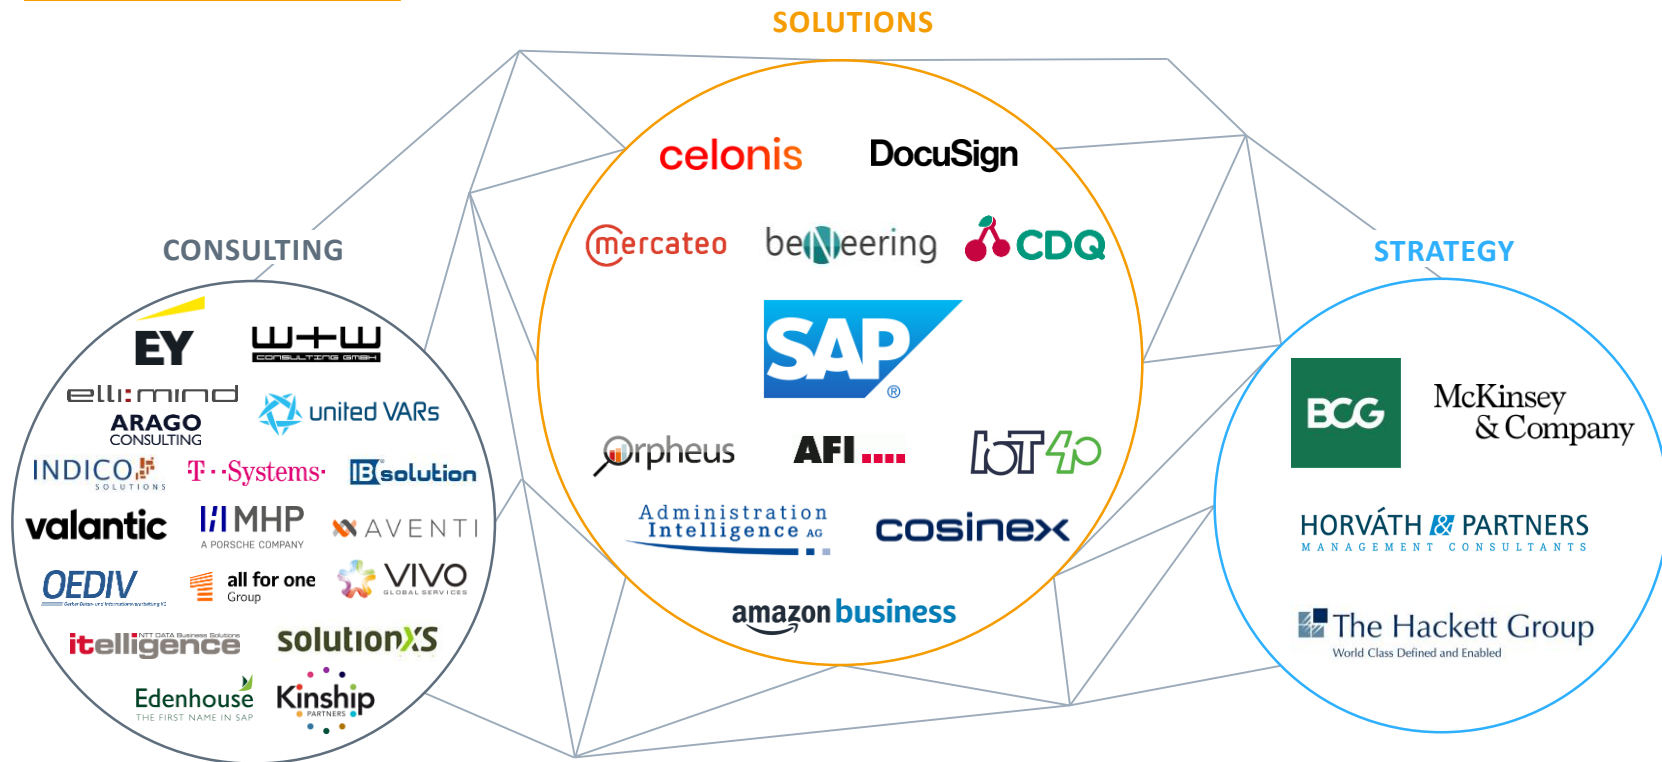 SOLUTIONS
celonis
DocuSign
mercateo
beNeering
CDQ
SAP
®
Orpheus
AFI
IoT40
Administration
Intelligence AG
cosinex
amazon business
CONSULTING
EY
W+W
CONSULTING GMBH
elli:mind
ARAGO
CONSULTING
united VARs
INDICO
SOLUTIONS
T··Systems·
IBsolution
valantic
MHP
A PORSCHE COMPANY
AVENTI
OEDIV
all for one
Group
VIVO
GLOBAL SERVICES
NTT DATA Business Solutions
itelligence
solutionXS
Edenhouse
THE FIRST NAME IN SAP
Kinship
PARTNERS
STRATEGY
BCG
McKinsey
& Company
HORVÁTH & PARTNERS
MANAGEMENT CONSULTANTS
The Hackett Group
World Class Defined and Enabled